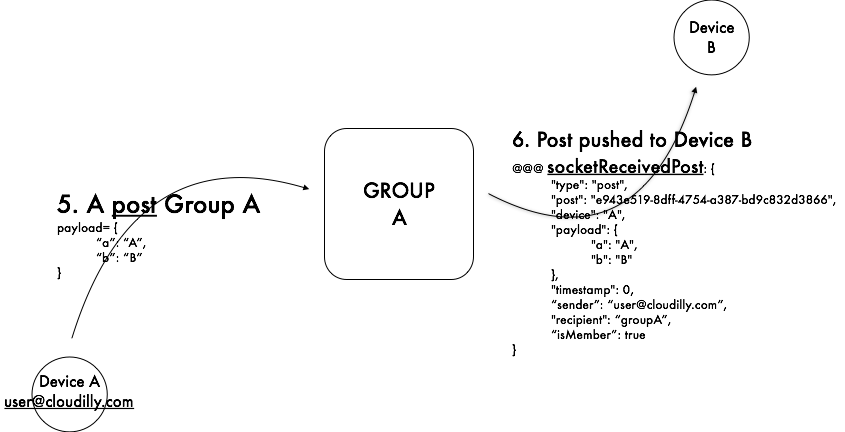 Device
B
6. Post pushed to Device B
@@@ socketReceivedPost: {
"type": "post",
"post": "e943e519-8dff-4754-a387-bd9c832d3866",
"device": "A",
"payload": {
"a": "A",
"b": "B"
},
"timestamp": 0,
“sender”: “user@cloudilly.com”,
"recipient": “groupA”,
“isMember”: true
}
GROUP
A
5. A post Group A
payload= {
“a”: “A”,
“b”: “B”
}
Device A
user@cloudilly.com